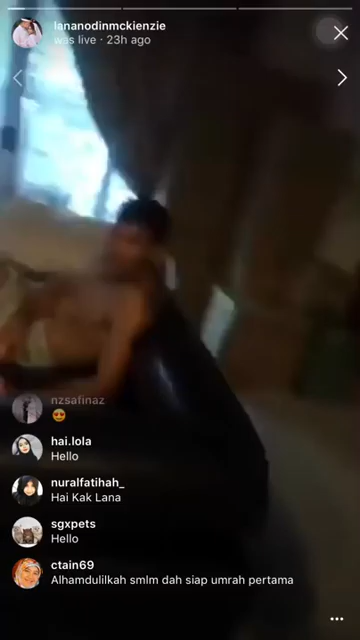 lananodinmckienzie
was live · 23h ago
nzsafinaz
😍
hai.lola
Hello
nuralfatihah_
Hai Kak Lana
sgxpets
Hello
ctain69
Alhamdulilkah smlm dah siap umrah pertama